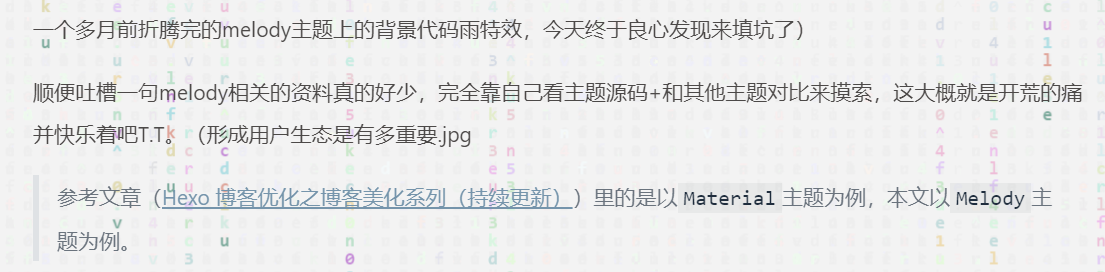 一个多月前折腾完的melody主题上的背景代码雨特效，今天终于良心发现来填坑了）
顺便吐槽一句melody相关的资料真的好少，完全靠自己看主题源码+和其他主题对比来摸索，这大概就是开荒的痛
并快乐着吧T.T。（形成用户生态是有多重要.jpg
参考文章（Hexo 博客优化之博客美化系列（持续更新））里的是以 Material 主题为例，本文以 Melody 主
题为例。